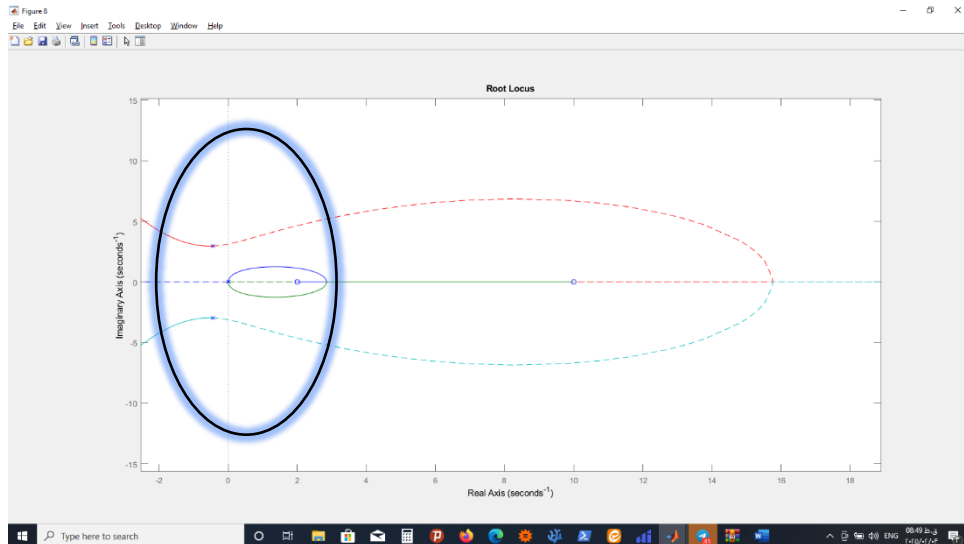 Figure 8
File Edit View Insert Tools Desktop Window Help
Root Locus
15
10
5
0
-5
-10
-15
Imaginary Axis (seconds⁻¹)
-2 0 2 4 6 8 10 12 14 16 18
Real Axis (seconds⁻¹)
Type here to search
ENG
08:49 ق.ظ